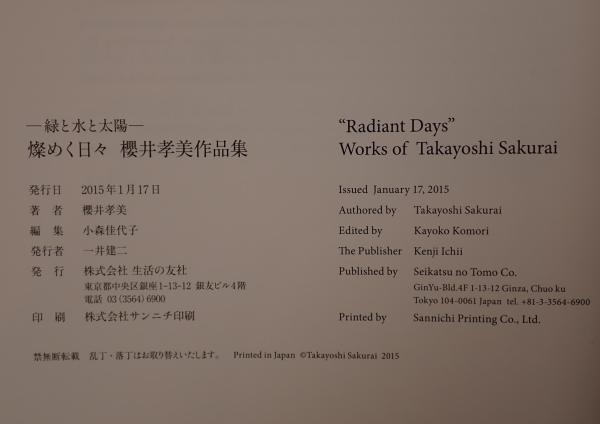 ―緑と水と太陽―
燦めく日々 櫻井孝美作品集
発行日 2015年1月17日
著者 櫻井孝美
編集 小森佳代子
発行者 一井建二
発行 株式会社 生活の友社
東京都中央区銀座1-13-12 銀友ビル4階
電話 03(3564)6900
印刷 株式会社サンニチ印刷
"Radiant Days"
Works of Takayoshi Sakurai
Issued January 17, 2015
Authored by Takayoshi Sakurai
Edited by Kayoko Komori
The Publisher Kenji Ichii
Published by Seikatsu no Tomo Co.
GinYu-Bld.4F 1-13-12 Ginza, Chuo ku
Tokyo 104-0061 Japan tel. +81-3-3564-6900
Printed by Sannichi Printing Co., Ltd.
禁無断転載 乱丁・落丁はお取り替えいたします。 Printed in Japan ©Takayoshi Sakurai 2015